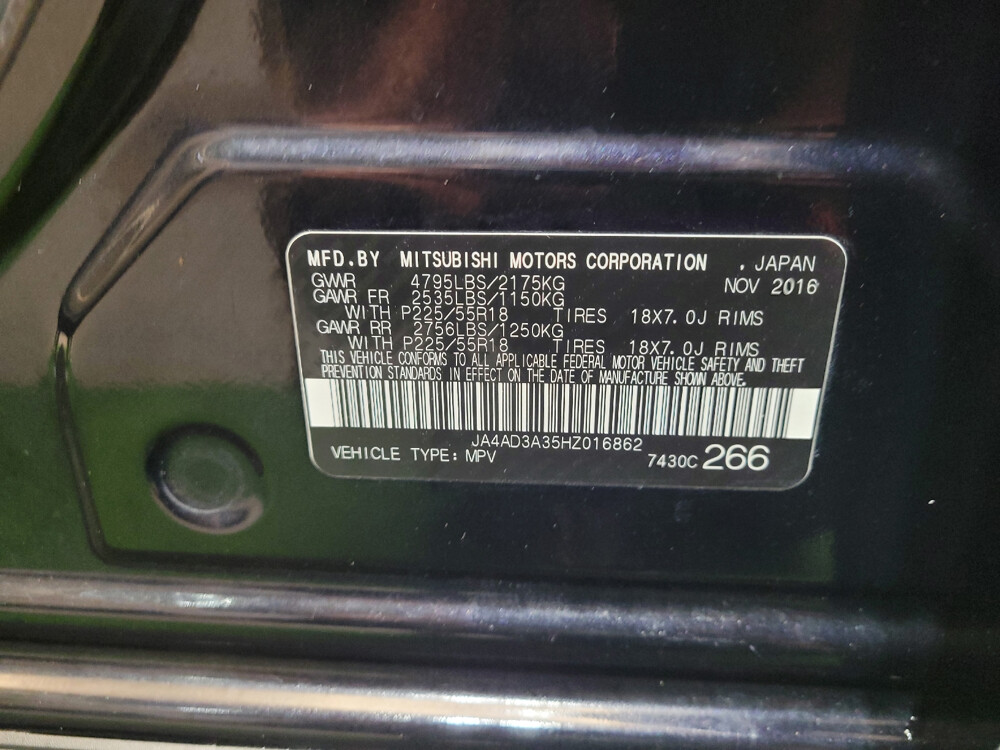 MFD.BY MITSUBISHI MOTORS CORPORATION , JAPAN
GVWR 4795LBS/2175KG NOV 2016
GAWR FR 2535LBS/1150KG
WITH P225/55R18 TIRES 18X7.0J RIMS
GAWR RR 2756LBS/1250KG
WITH P225/55R18 TIRES 18X7.0J RIMS
THIS VEHICLE CONFORMS TO ALL APPLICABLE FEDERAL MOTOR VEHICLE SAFETY AND THEFT
PREVENTION STANDARDS IN EFFECT ON THE DATE OF MANUFACTURE SHOWN ABOVE.
JA4AD3A35HZ016862
VEHICLE TYPE: MPV 7430C 266